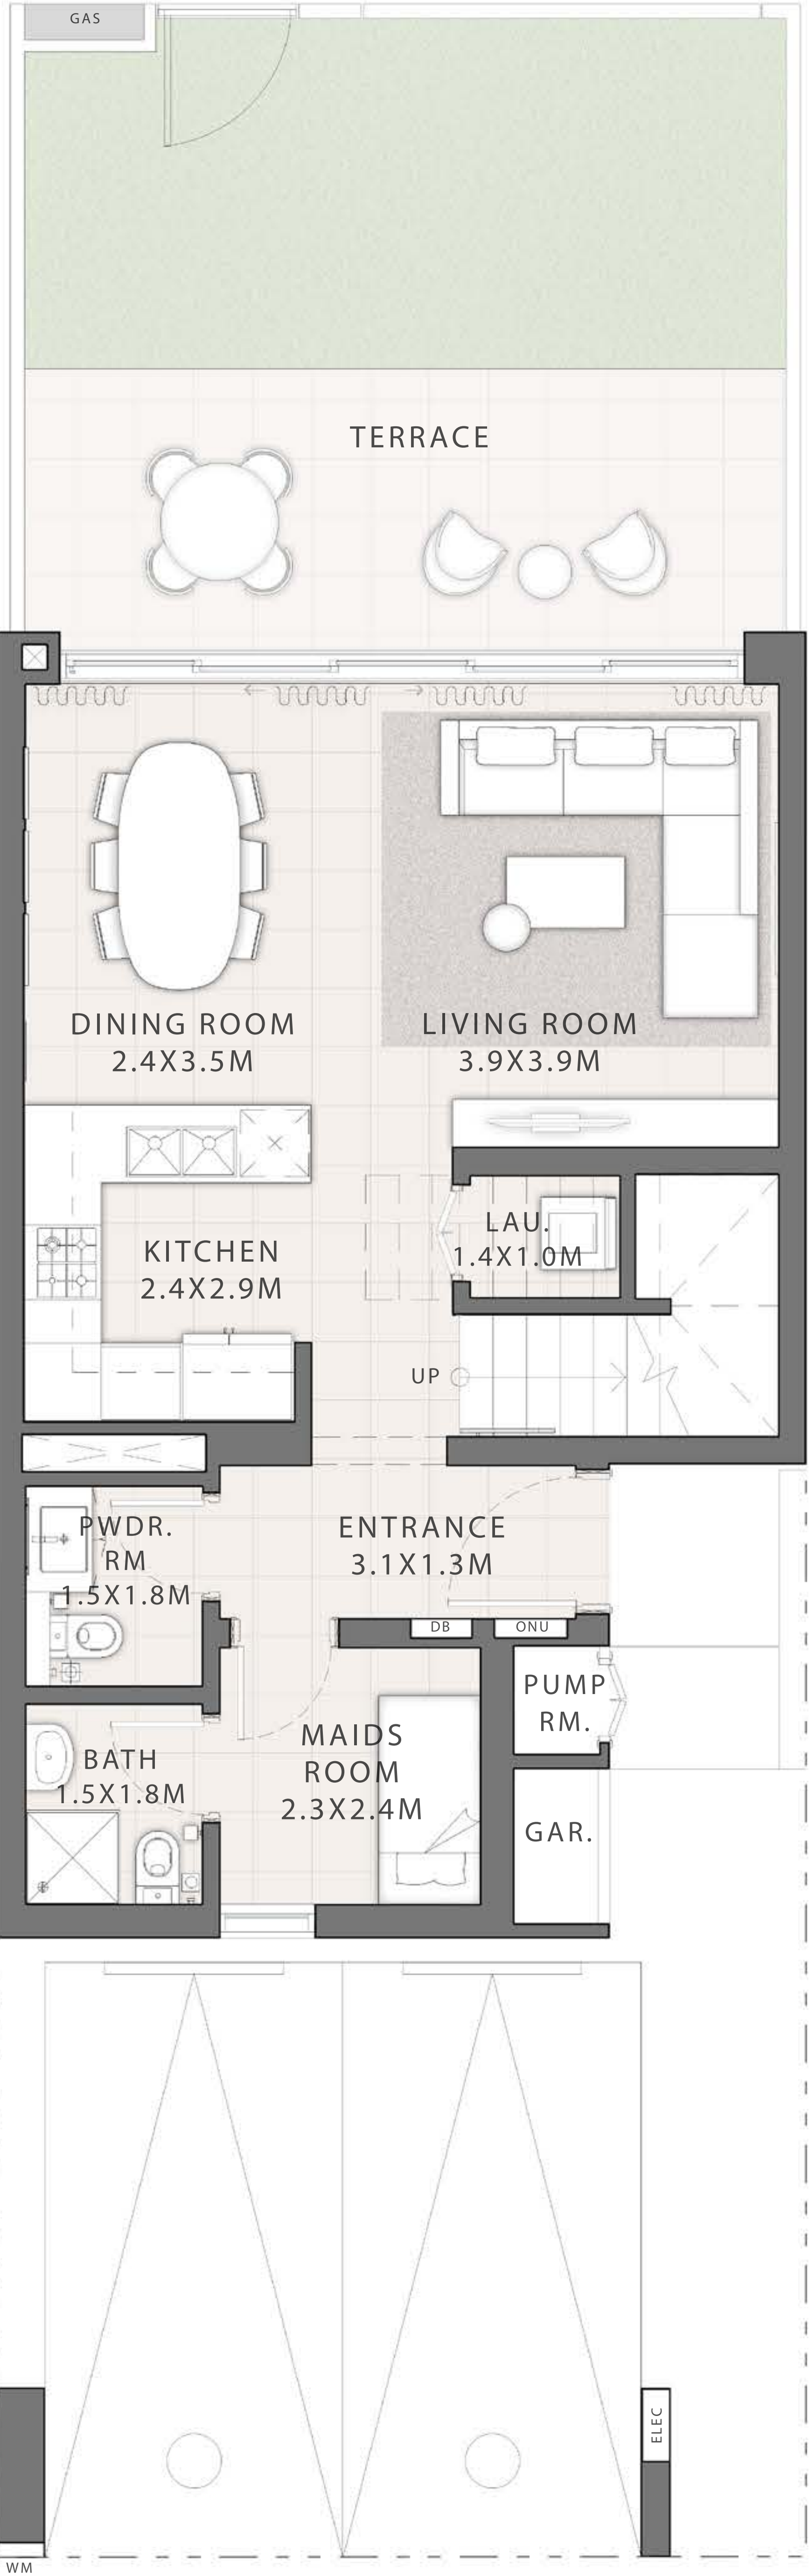 GAS
TERRACE
DINING ROOM
2.4X3.5M
LIVING ROOM
3.9X3.9M
KITCHEN
2.4X2.9M
LAU.
1.4X1.0M
UP
PWDR.
RM
1.5X1.8M
ENTRANCE
3.1X1.3M
DB
ONU
PUMP
RM.
MAIDS
ROOM
2.3X2.4M
BATH
1.5X1.8M
GAR.
ELEC
WM